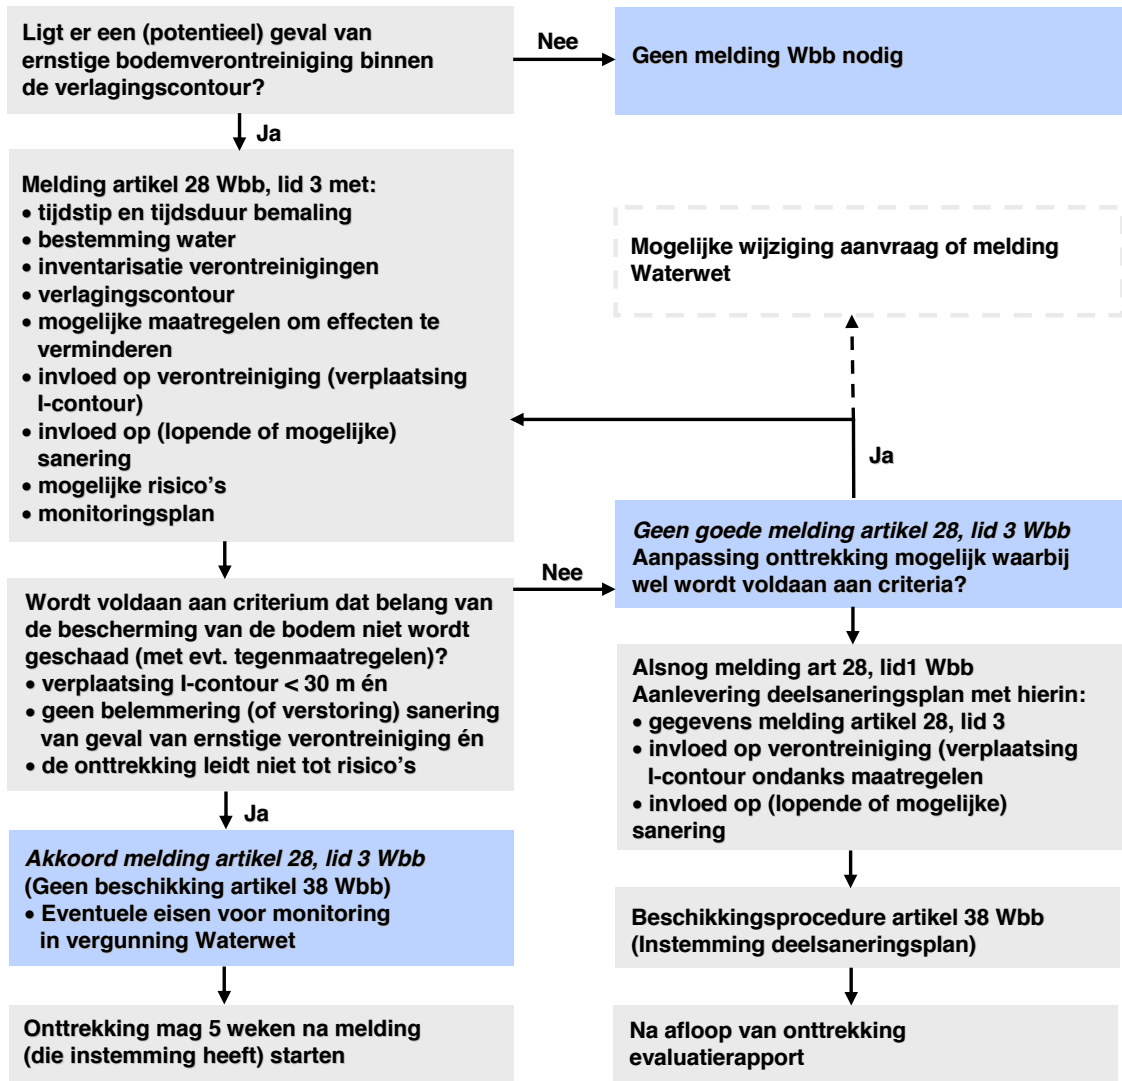 Ligt er een (potentieel) geval van
ernstige bodemverontreiniging binnen
de verlagingscontour?
Nee
Geen melding Wbb nodig
Ja
Melding artikel 28 Wbb, lid 3 met:
• tijdstip en tijdsduur bemaling
• bestemming water
• inventarisatie verontreinigingen
• verlagingscontour
• mogelijke maatregelen om effecten te
verminderen
• invloed op verontreiniging (verplaatsing
I-contour)
• invloed op (lopende of mogelijke)
sanering
• mogelijke risico's
• monitoringsplan
Mogelijke wijziging aanvraag of melding
Waterwet
Ja
Geen goede melding artikel 28, lid 3 Wbb
Aanpassing onttrekking mogelijk waarbij
wel wordt voldaan aan criteria?
Nee
Wordt voldaan aan criterium dat belang van
de bescherming van de bodem niet wordt
geschaad (met evt. tegenmaatregelen)?
• verplaatsing I-contour < 30 m én
• geen belemmering (of verstoring) sanering
van geval van ernstige verontreiniging én
• de onttrekking leidt niet tot risico's
Ja
Alsnog melding art 28, lid1 Wbb
Aanlevering deelsaneringsplan met hierin:
• gegevens melding artikel 28, lid 3
• invloed op verontreiniging (verplaatsing
I-contour ondanks maatregelen
• invloed op (lopende of mogelijke)
sanering
Akkoord melding artikel 28, lid 3 Wbb
(Geen beschikking artikel 38 Wbb)
• Eventuele eisen voor monitoring
in vergunning Waterwet
Beschikkingsprocedure artikel 38 Wbb
(Instemming deelsaneringsplan)
Onttrekking mag 5 weken na melding
(die instemming heeft) starten
Na afloop van onttrekking
evaluatierapport